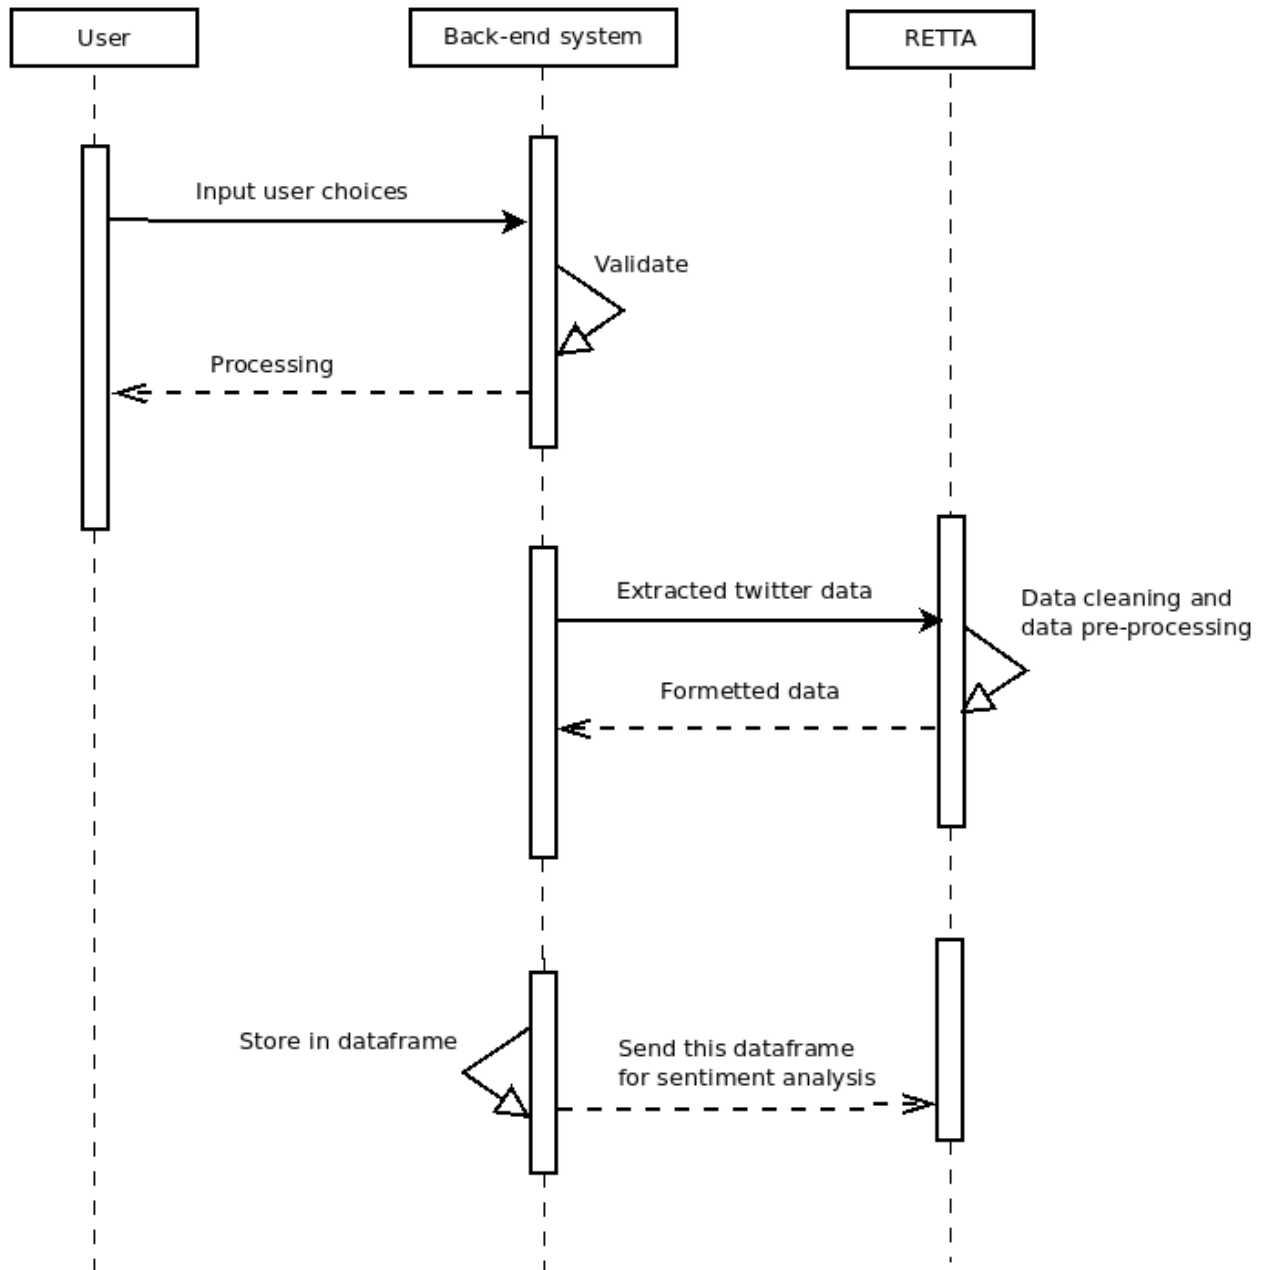 User
Back-end system
RETTA
Input user choices
Validate
Processing
Extracted twitter data
Data cleaning and
data pre-processing
Formetted data
Store in dataframe
Send this dataframe
for sentiment analysis